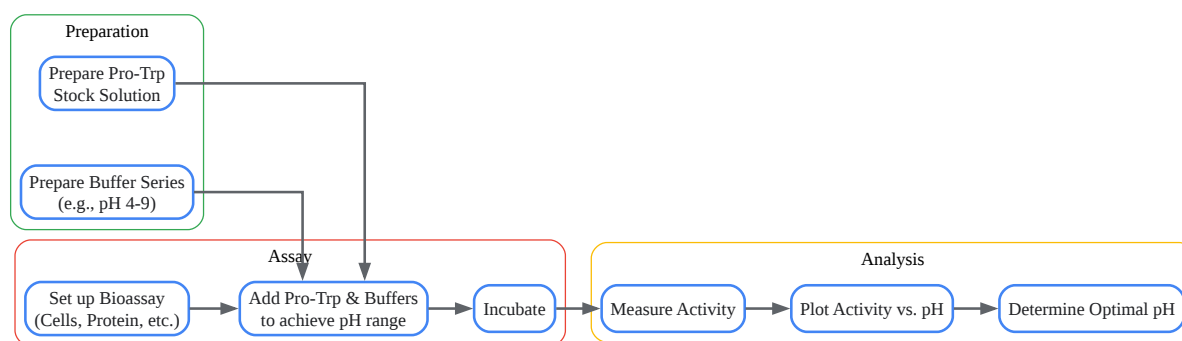 Preparation
Prepare Pro-Trp
Stock Solution
Prepare Buffer Series
(e.g., pH 4-9)
Assay
Set up Bioassay
(Cells, Protein, etc.)
Add Pro-Trp & Buffers
to achieve pH range
Incubate
Analysis
Measure Activity
Plot Activity vs. pH
Determine Optimal pH